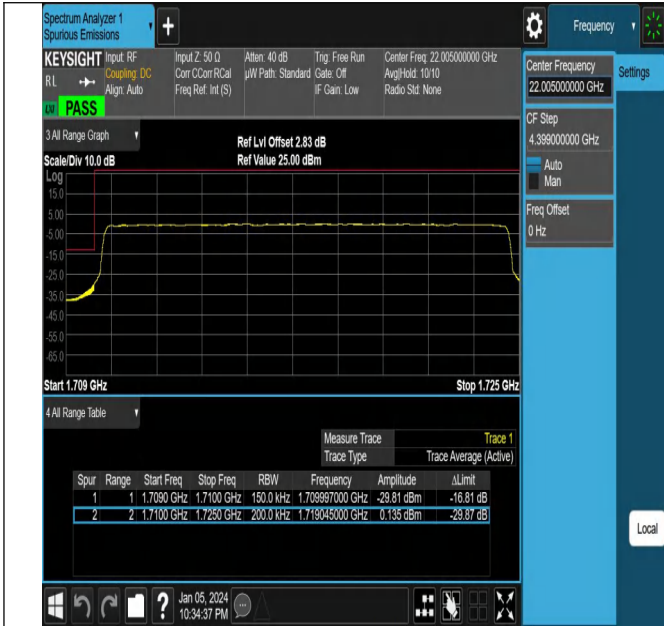 Spectrum Analyzer 1
Spurious Emissions
Frequency
KEYSIGHT Input: RF Input Z: 50 Ω Atten: 40 dB Trig: Free Run Center Freq: 22.005000000 GHz
RL Coupling: DC Corr CCorr RCal µW Path: Standard Gate: Off Avg|Hold: 10/10
Align: Auto Freq Ref: Int (S) IF Gain: Low Radio Std: None
PASS
Center Frequency
22.005000000 GHz
Settings
CF Step
4.399000000 GHz
Auto
Man
Freq Offset
0 Hz
3 All Range Graph
Ref Lvl Offset 2.83 dB
Scale/Div 10.0 dB Ref Value 25.00 dBm
Log
15.0
5.00
-5.00
-15.0
-25.0
-35.0
-45.0
-55.0
-65.0
Start 1.709 GHz Stop 1.725 GHz
4 All Range Table
Measure Trace Trace 1
Trace Type Trace Average (Active)
Spur Range Start Freq Stop Freq RBW Frequency Amplitude ΔLimit
1 1 1.7090 GHz 1.7100 GHz 150.0 kHz 1.709997000 GHz -29.81 dBm -16.81 dB
2 2 1.7100 GHz 1.7250 GHz 200.0 kHz 1.719045000 GHz 0.135 dBm -29.87 dB
Local
?
Jan 05, 2024
10:34:37 PM